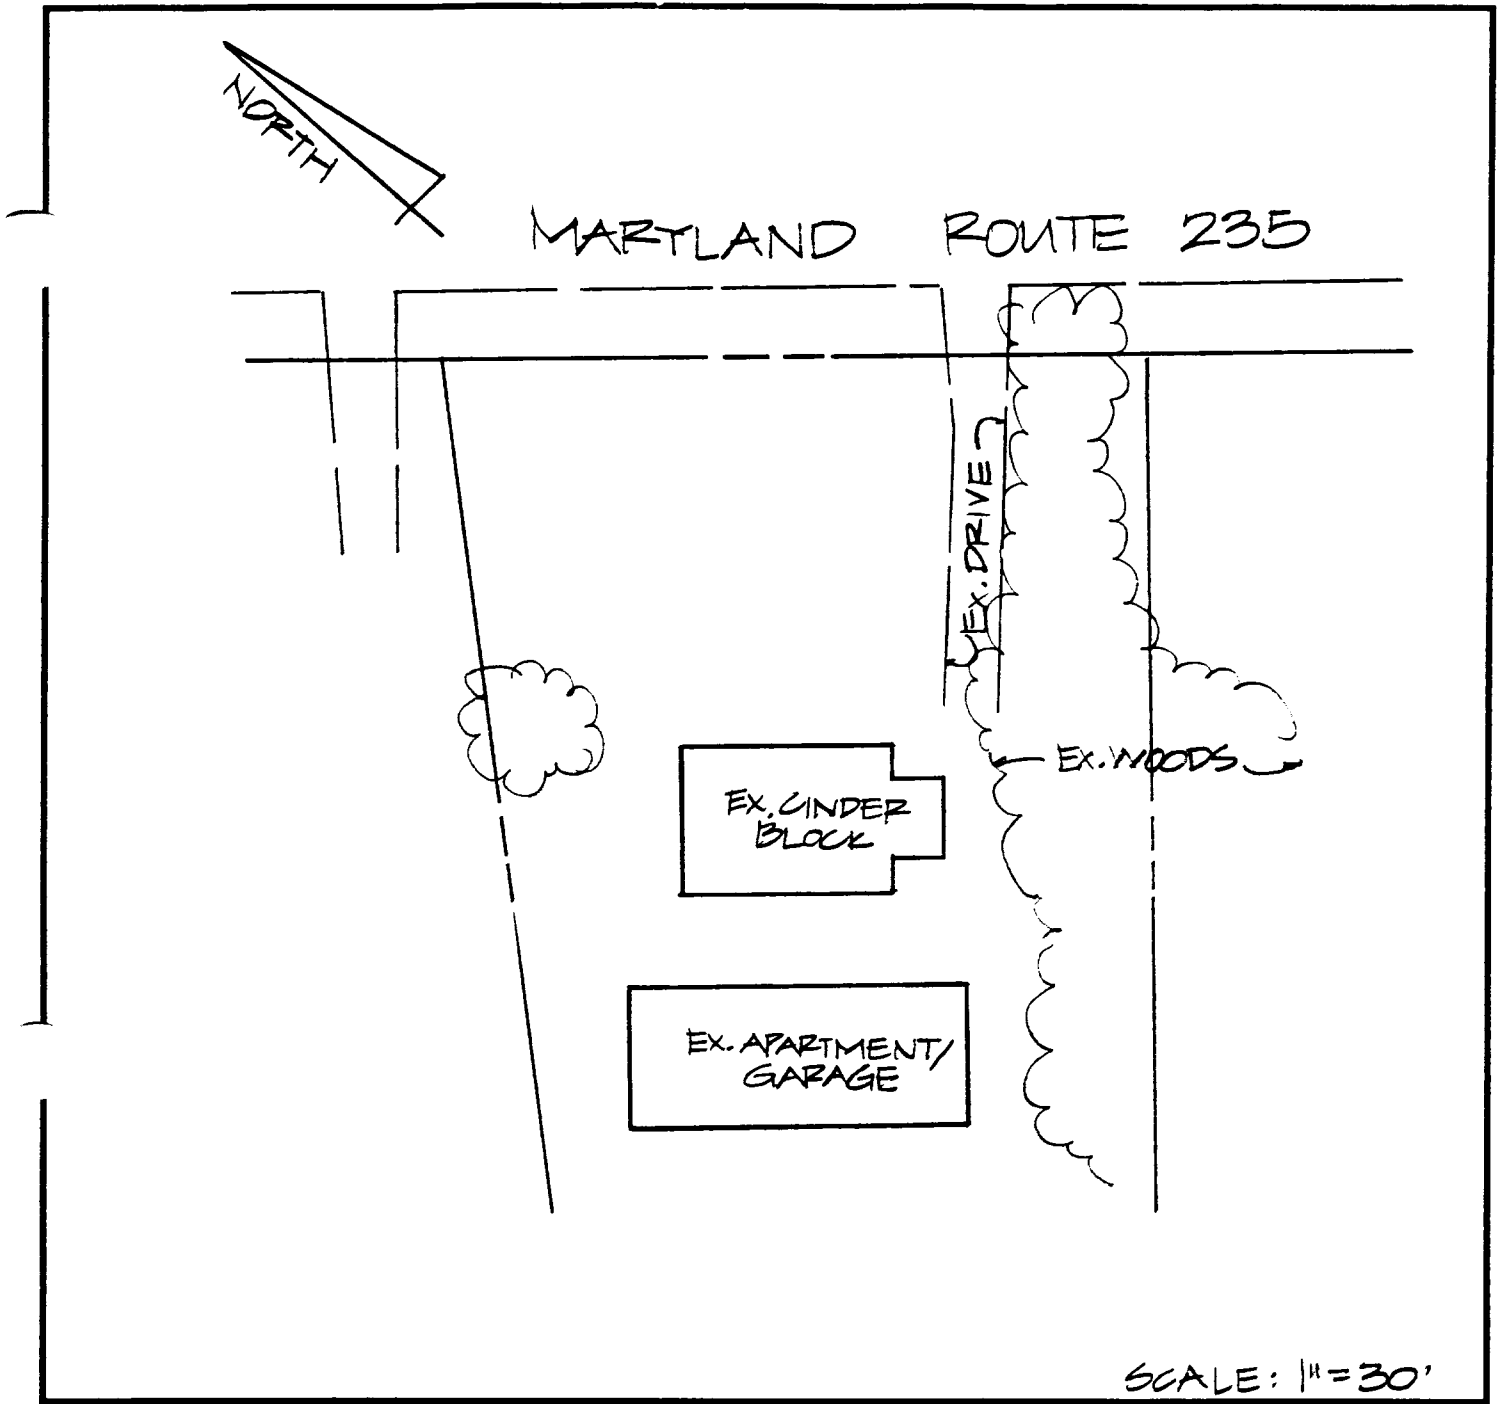 NORTH
MARYLAND ROUTE 235
EX. DRIVE
EX. WOODS
EX. CINDER
BLOCK
EX. APARTMENT/
GARAGE
SCALE: 1" = 30'